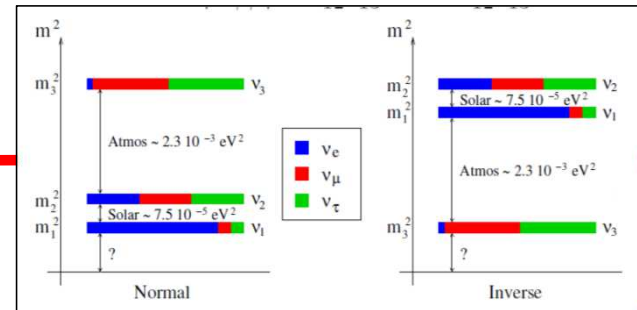 m²
m₃² ν₃
Atmos ~ 2.3 10 ⁻³ eV²
m₂² ν₂
Solar ~ 7.5 10 ⁻⁵ eV²
m₁² ν₁
?
Normal
νe
νμ
ντ
m²
m₂² ν₂
Solar ~ 7.5 10 ⁻⁵ eV²
m₁² ν₁
Atmos ~ 2.3 10 ⁻³ eV²
m₃² ν₃
?
Inverse